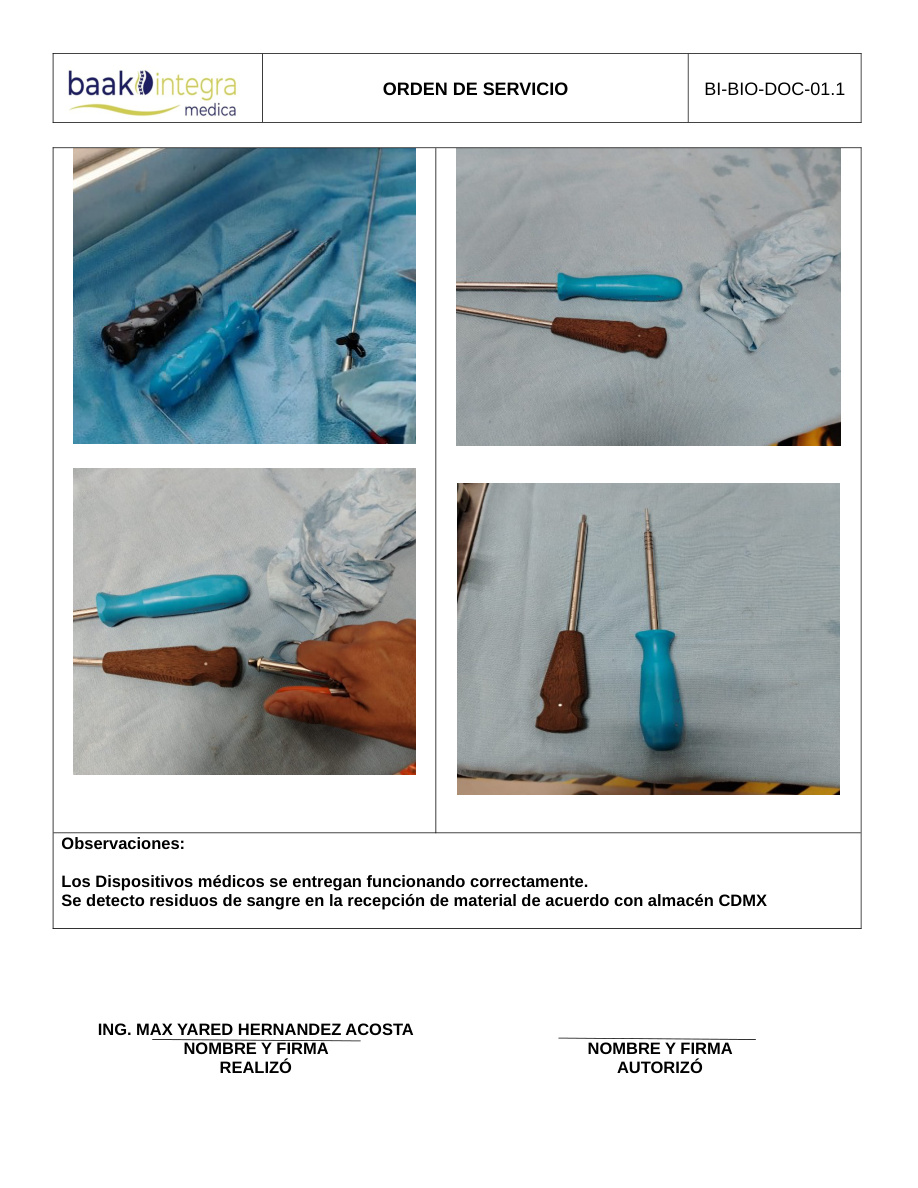 baak integra
medica
ORDEN DE SERVICIO
BI-BIO-DOC-01.1
Observaciones:
Los Dispositivos médicos se entregan funcionando correctamente.
Se detecto residuos de sangre en la recepción de material de acuerdo con almacén CDMX
ING. MAX YARED HERNANDEZ ACOSTA
NOMBRE Y FIRMA
REALIZÓ
NOMBRE Y FIRMA
AUTORIZÓ